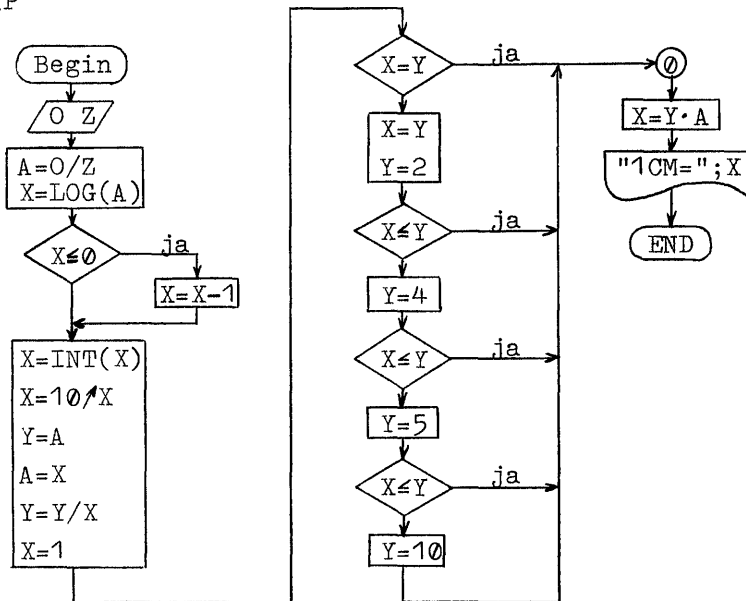 Begin
O Z
A=O/Z
X=LOG(A)
X≤0
ja
X=X-1
X=INT(X)
X=10↗X
Y=A
A=X
Y=Y/X
X=1
X=Y
ja
X=Y
Y=2
X≤Y
ja
Y=4
X≤Y
ja
Y=5
X≤Y
ja
Y=10
0
X=Y·A
"1CM=";X
END